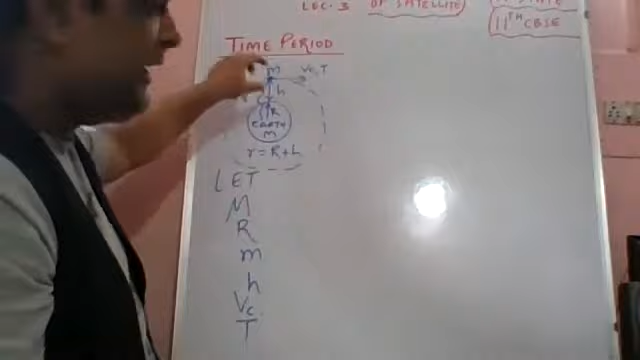 LEC. 3 OF SATELLITE
11TH CBSE
TIME PERIOD
m Vc, T
h
R
EARTH
M
r = R + h
LET
M
R
m
h
Vc
T